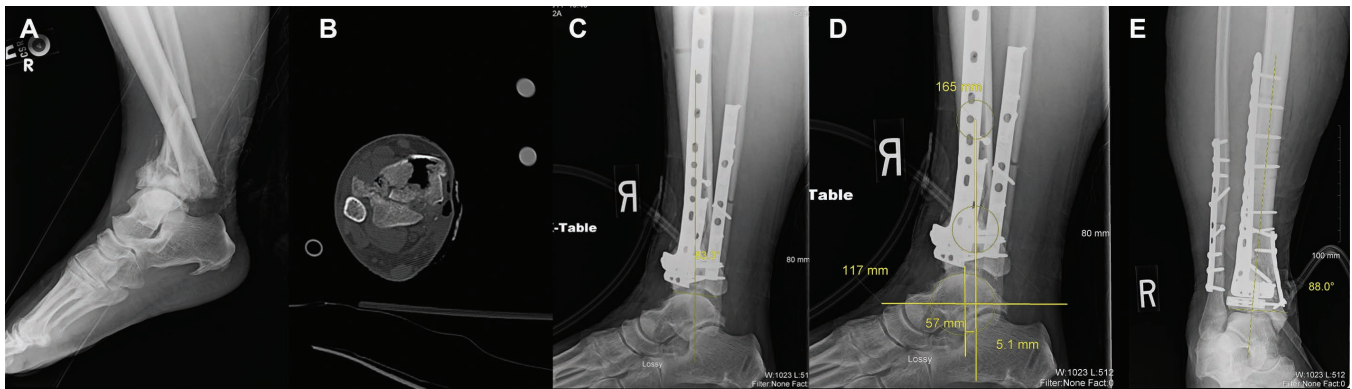 A
R
B
C
2A
R
-Table
80 mm
Lossy
W:1023 L:51
Filter:None Fact
D
165 mm
R
Table
80 mm
117 mm
57 mm
5.1 mm
Lossy
W:1023 L:512
Filter:None Fact:0
E
100 mm
88.0°
R
W:1023 L:512
Filter:None Fact:0